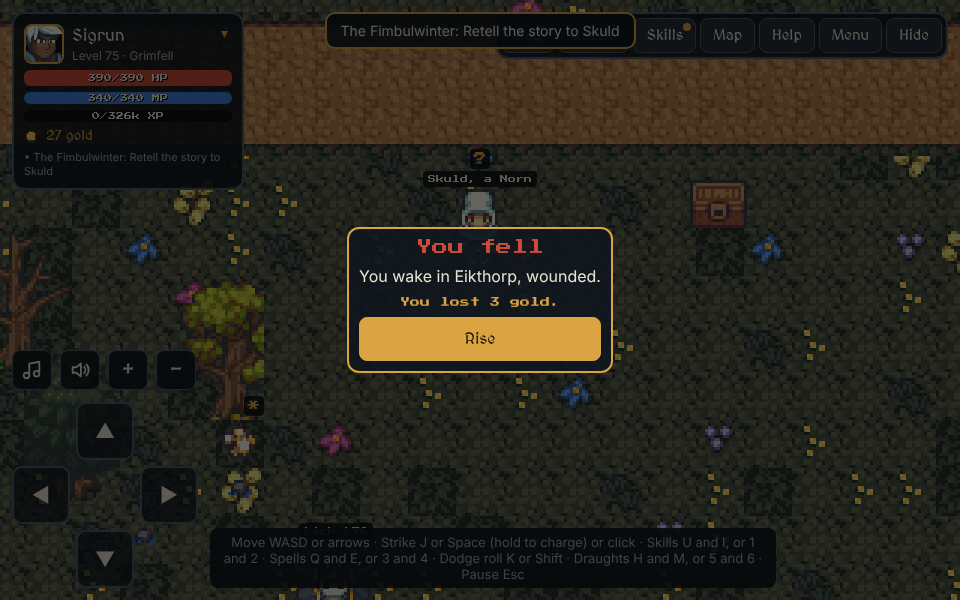 Sigrun
Level 75 · Grimfell
390/390 HP
340/340 MP
0/326k XP
27 gold
• The Fimbulwinter: Retell the story to
Skuld
The Fimbulwinter: Retell the story to Skuld
Skills
Map
Help
Menu
Hide
?
Skuld, a Norn
You fell
You wake in Eikthorp, wounded.
You lost 3 gold.
Rise
+
−
*
Move WASD or arrows · Strike J or Space (hold to charge) or click · Skills U and I, or 1
and 2 · Spells Q and E, or 3 and 4 · Dodge roll K or Shift · Draughts H and M, or 5 and 6 ·
Pause Esc